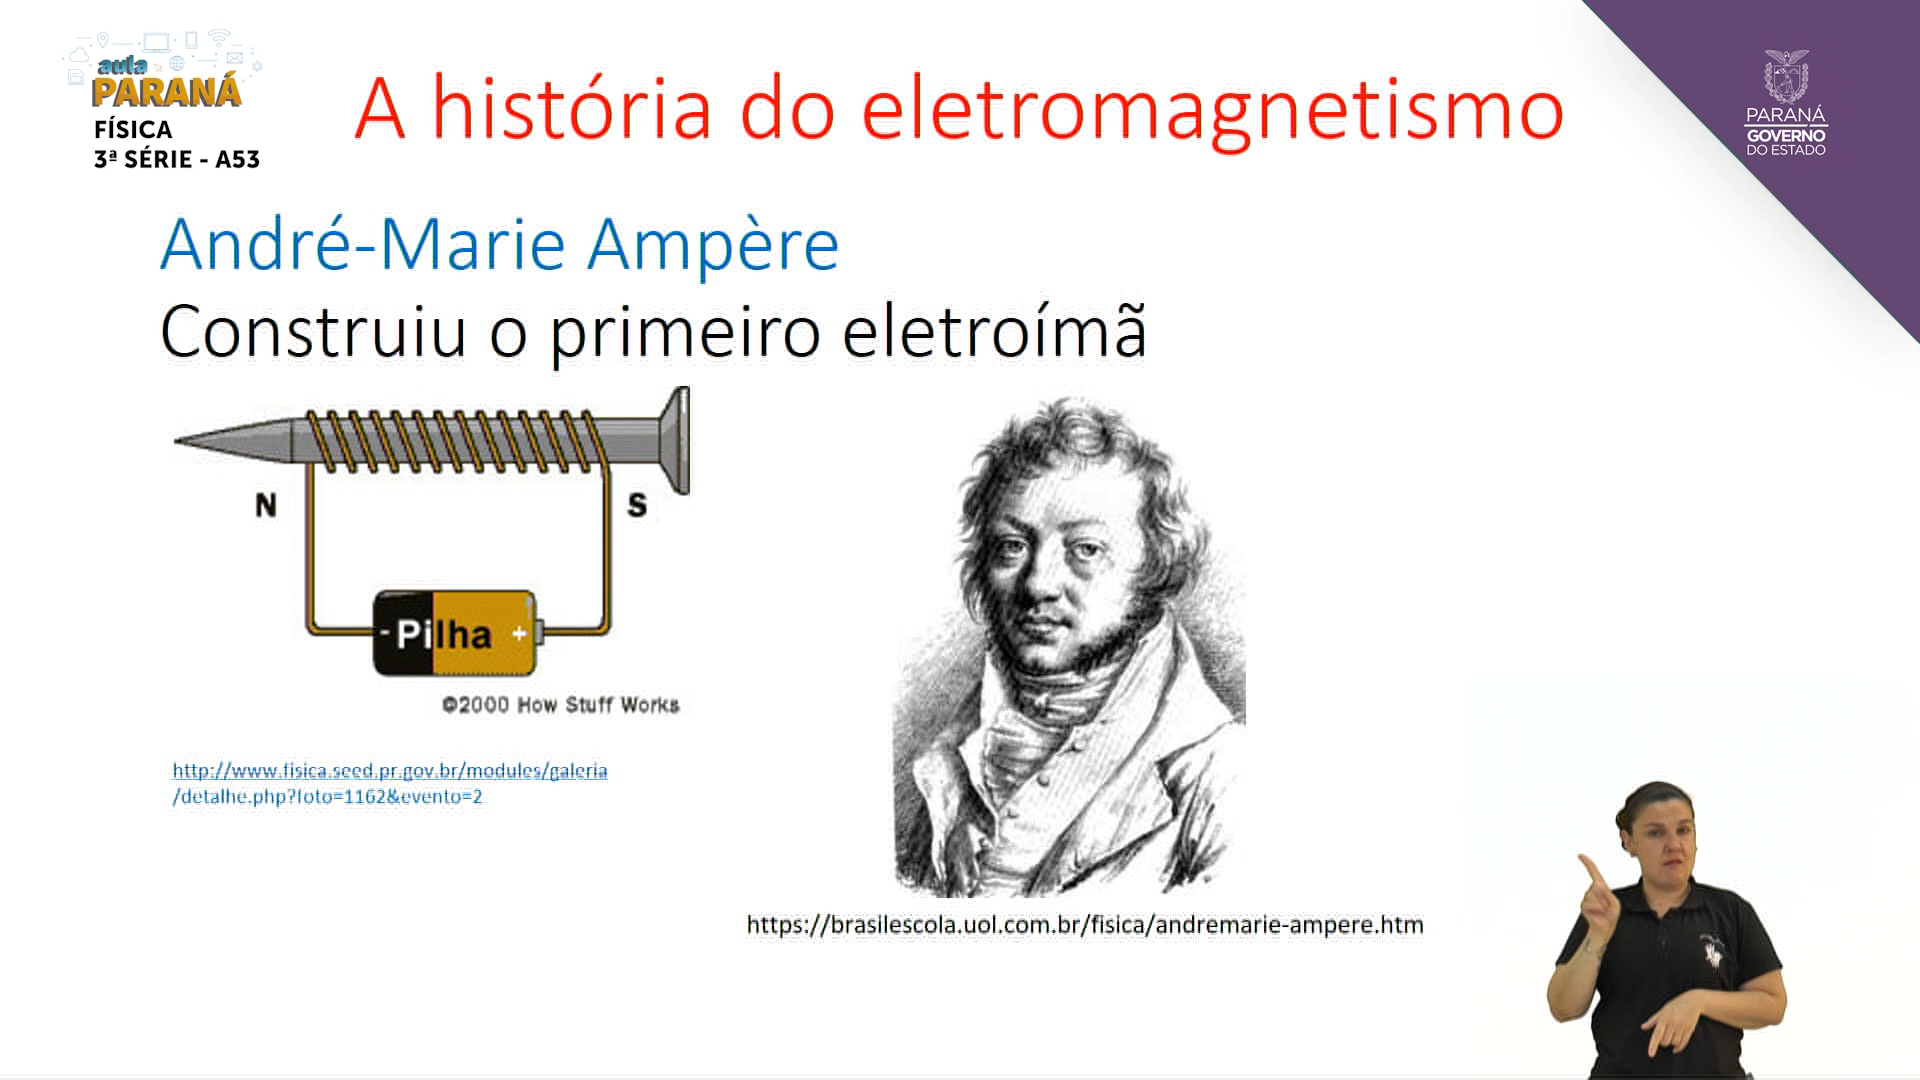 aula
PARANÁ
FÍSICA
3ª SÉRIE - A53
A história do eletromagnetismo
PARANÁ
GOVERNO
DO ESTADO
André-Marie Ampère
Construiu o primeiro eletroímã
N
S
- Pilha +
©2000 How Stuff Works
http://www.fisica.seed.pr.gov.br/modules/galeria
/detalhe.php?foto=1162&evento=2
https://brasilescola.uol.com.br/fisica/andremarie-ampere.htm